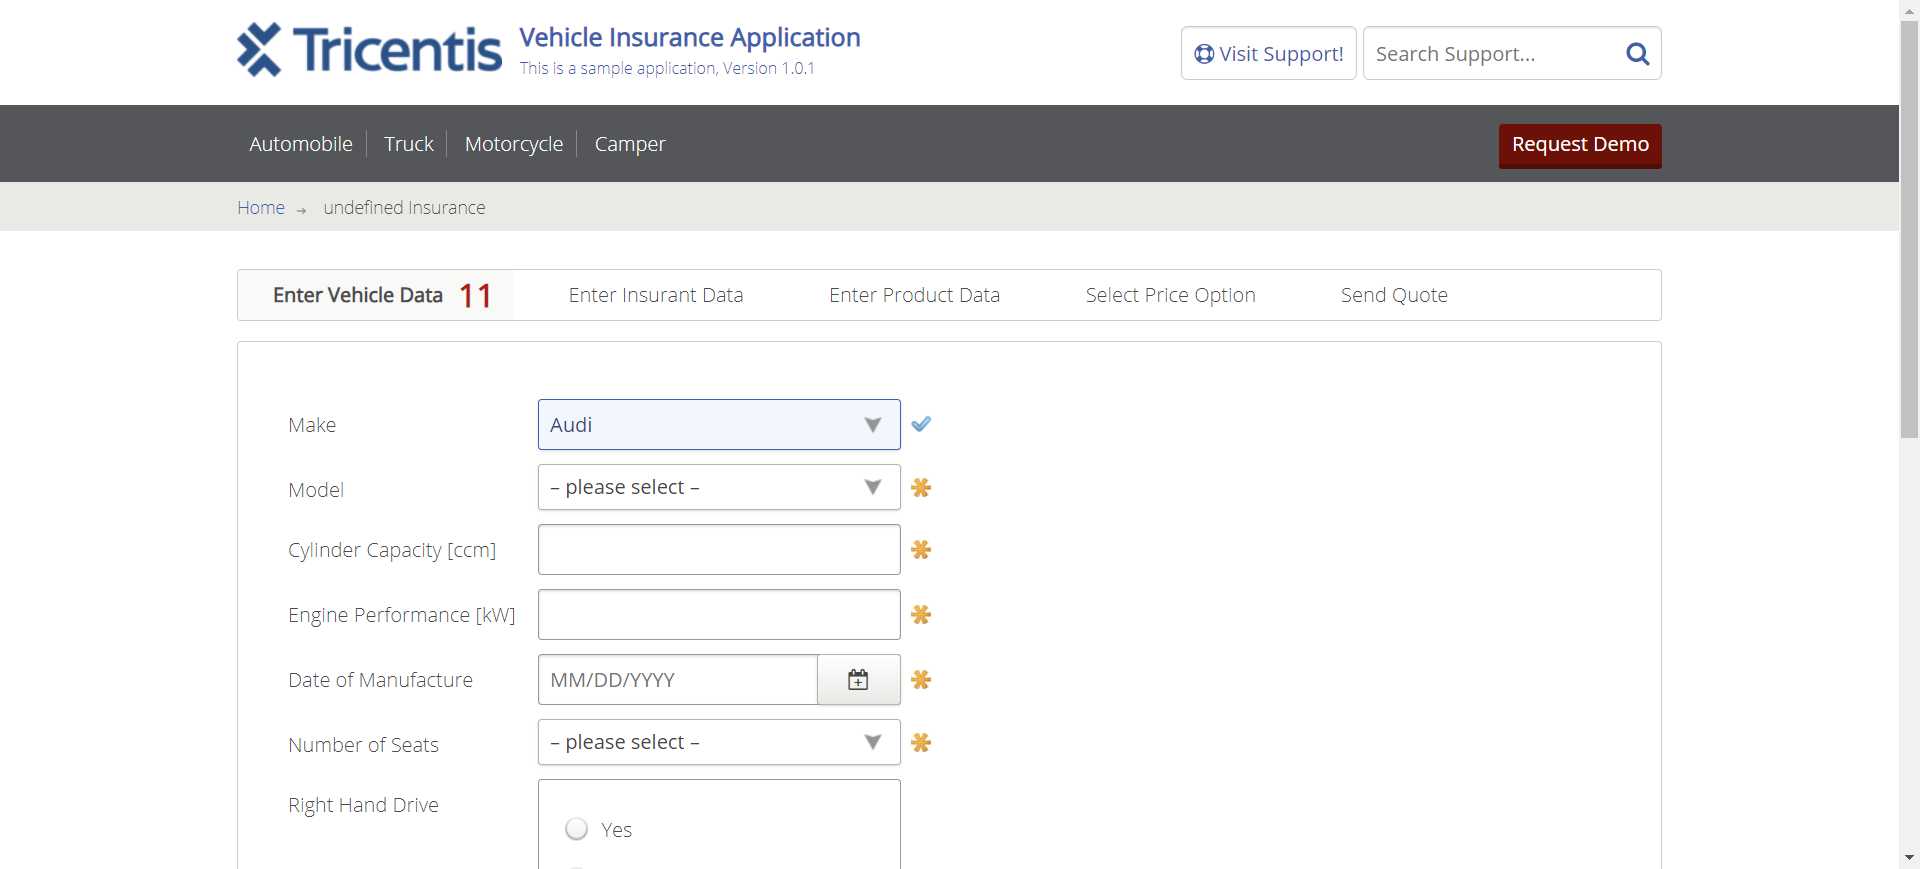 Tricentis
Vehicle Insurance Application
This is a sample application, Version 1.0.1
Visit Support!
Search Support...
Automobile
Truck
Motorcycle
Camper
Request Demo
Home → undefined Insurance
Enter Vehicle Data 11
Enter Insurant Data
Enter Product Data
Select Price Option
Send Quote
Make
Audi
Model
– please select –
Cylinder Capacity [ccm]
Engine Performance [kW]
Date of Manufacture
MM/DD/YYYY
Number of Seats
– please select –
Right Hand Drive
Yes